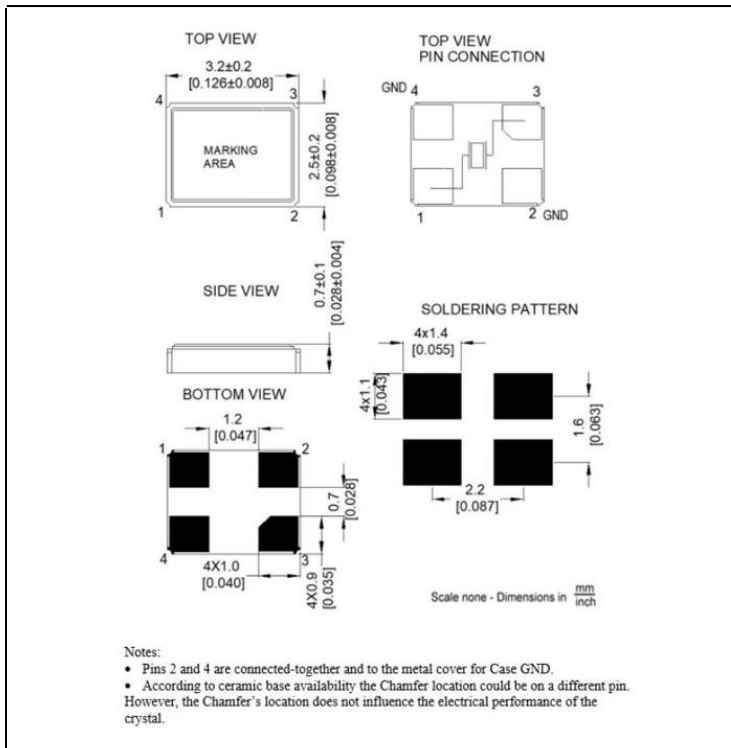 TOP VIEW
3.2±0.2
[0.126±0.008]
4
3
MARKING
AREA
1
2
2.5±0.2
[0.098±0.008]
TOP VIEW
PIN CONNECTION
GND 4
3
1
2 GND
SIDE VIEW
0.7±0.1
[0.028±0.004]
BOTTOM VIEW
1.2
[0.047]
1
2
0.7
[0.028]
4
3
4X1.0
[0.040]
4X0.9
[0.035]
SOLDERING PATTERN
4x1.4
[0.055]
4x1.1
[0.043]
1.6
[0.063]
2.2
[0.087]
Scale none - Dimensions in mm
inch
Notes:
• Pins 2 and 4 are connected-together and to the metal cover for Case GND.
• According to ceramic base availability the Chamfer location could be on a different pin.
However, the Chamfer's location does not influence the electrical performance of the
crystal.